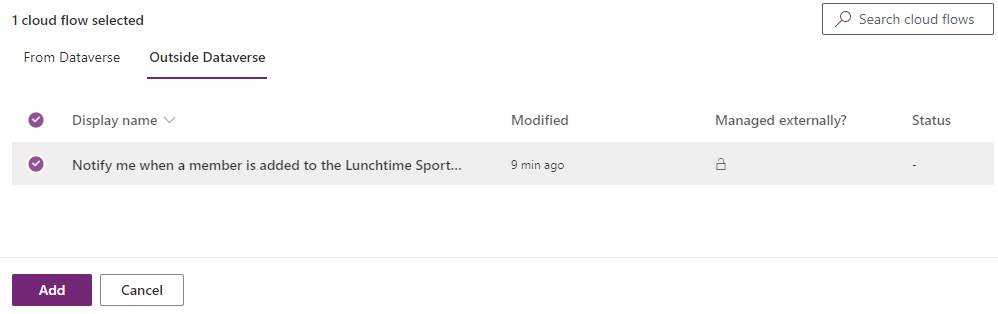 1 cloud flow selected
Search cloud flows
From Dataverse
Outside Dataverse
Display name
Modified
Managed externally?
Status
Notify me when a member is added to the Lunchtime Sport...
9 min ago
-
Add
Cancel